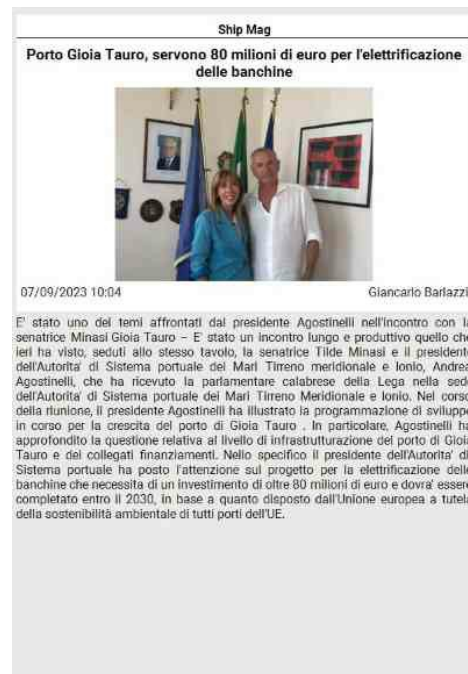 Ship Mag
Porto Gioia Tauro, servono 80 milioni di euro per l'elettrificazione
delle banchine
07/09/2023 10:04
Giancarlo Barlazzi
E' stato uno dei temi affrontati dal presidente Agostinelli nell'incontro con la
senatrice Minasi Gioia Tauro – E' stato un incontro lungo e produttivo quello che
ieri ha visto, seduti allo stesso tavolo, la senatrice Tilde Minasi e il presidente
dell'Autorita' di Sistema portuale dei Mari Tirreno meridionale e Ionio, Andrea
Agostinelli, che ha ricevuto la parlamentare calabrese della Lega nella sede
dell'Autorita' di Sistema portuale dei Mari Tirreno Meridionale e Ionio. Nel corso
della riunione, il presidente Agostinelli ha illustrato la programmazione di sviluppo
in corso per la crescita del porto di Gioia Tauro . In particolare, Agostinelli ha
approfondito la questione relativa al livello di infrastrutturazione del porto di Gioia
Tauro e dei collegati finanziamenti. Nello specifico il presidente dell'Autorita' di
Sistema portuale ha posto l'attenzione sul progetto per la elettrificazione delle
banchine che necessita di un investimento di oltre 80 milioni di euro e dovra' essere
completato entro il 2030, in base a quanto disposto dall'Unione europea a tutela
della sostenibilità ambientale di tutti porti dell'UE.